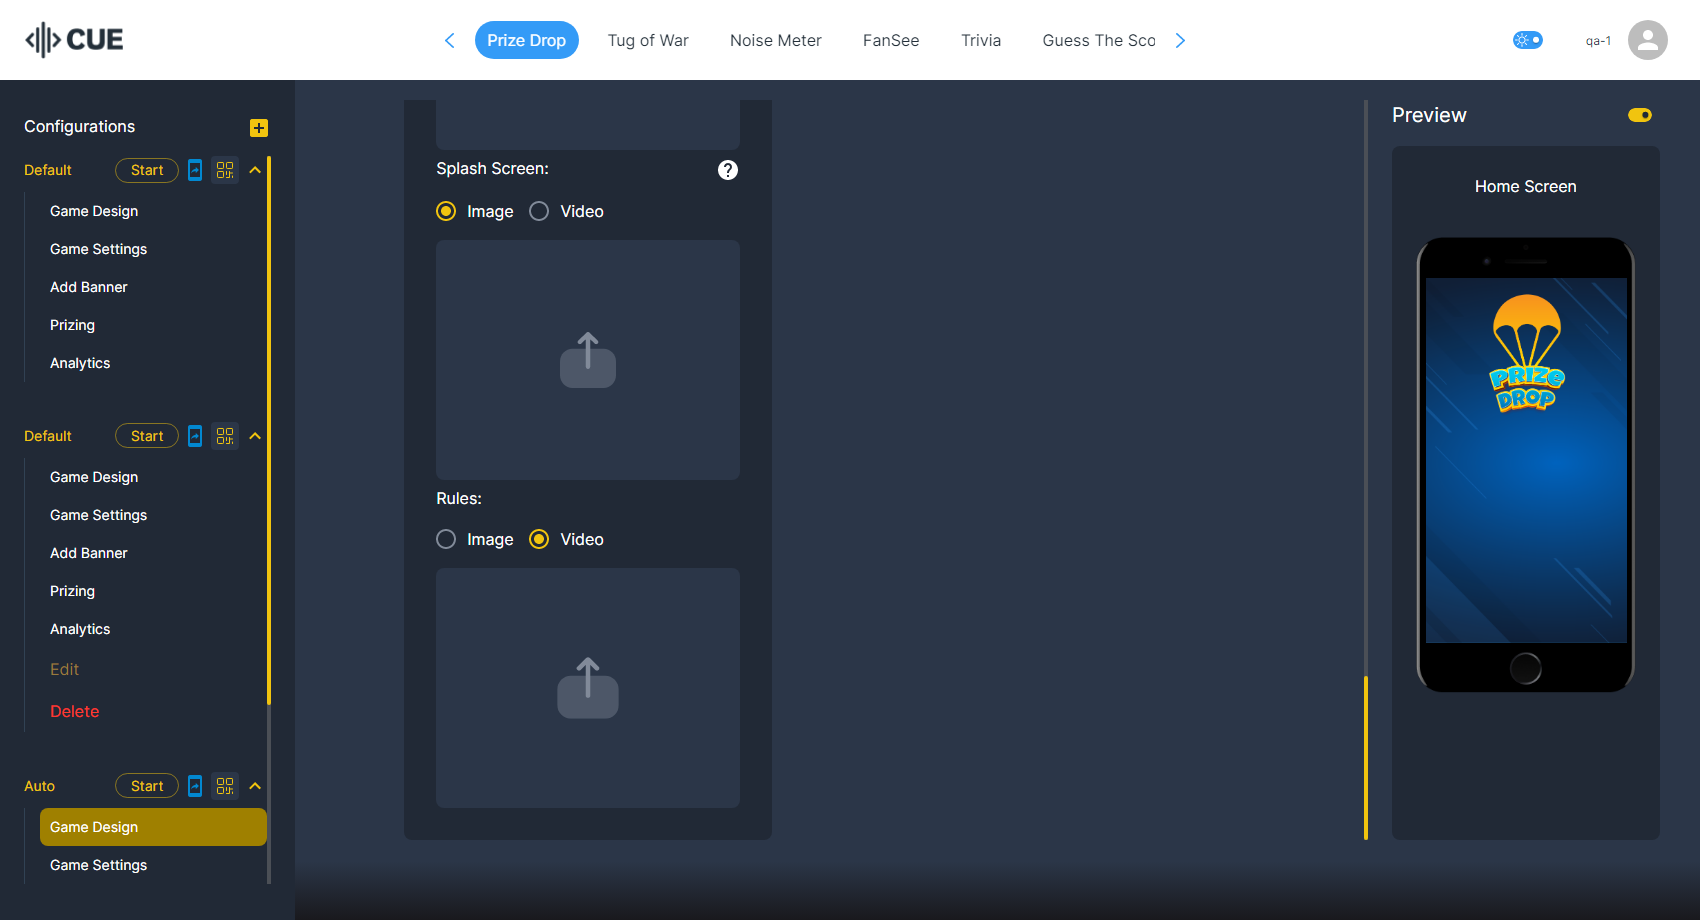 CUE
Prize Drop
Tug of War
Noise Meter
FanSee
Trivia
Guess The Sco
qa-1
Configurations
Default
Start
Game Design
Game Settings
Add Banner
Prizing
Analytics
Default
Start
Game Design
Game Settings
Add Banner
Prizing
Analytics
Edit
Delete
Auto
Start
Game Design
Game Settings
Splash Screen:
?
Image
Video
Rules:
Image
Video
Preview
Home Screen
PRIZE
DROP